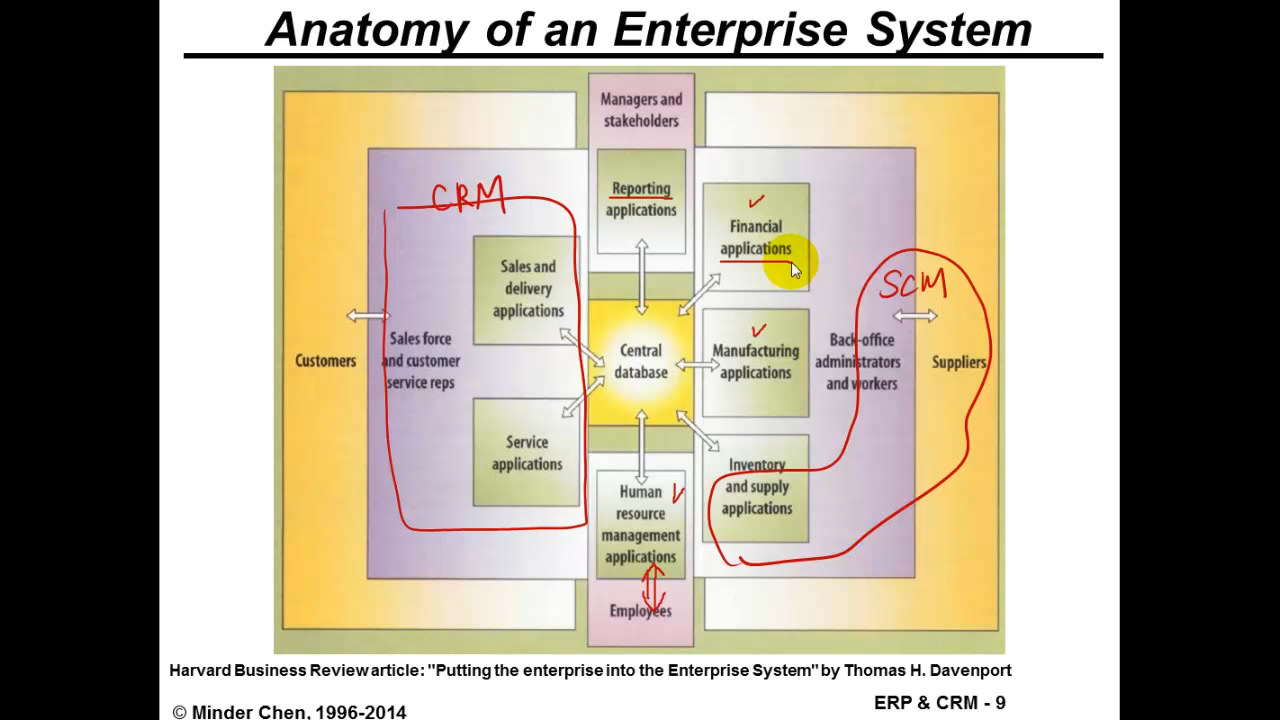 Anatomy of an Enterprise System
Managers and
stakeholders
Reporting
applications
CRM
Sales and
delivery
applications
Financial
applications
SCM
Customers
Sales force
and customer
service reps
Central
database
Manufacturing
applications
Back-office
administrators
and workers
Suppliers
Service
applications
Inventory
and supply
applications
Human
resource
management
applications
Employees
Harvard Business Review article: "Putting the enterprise into the Enterprise System" by Thomas H. Davenport
© Minder Chen, 1996-2014
ERP & CRM - 9